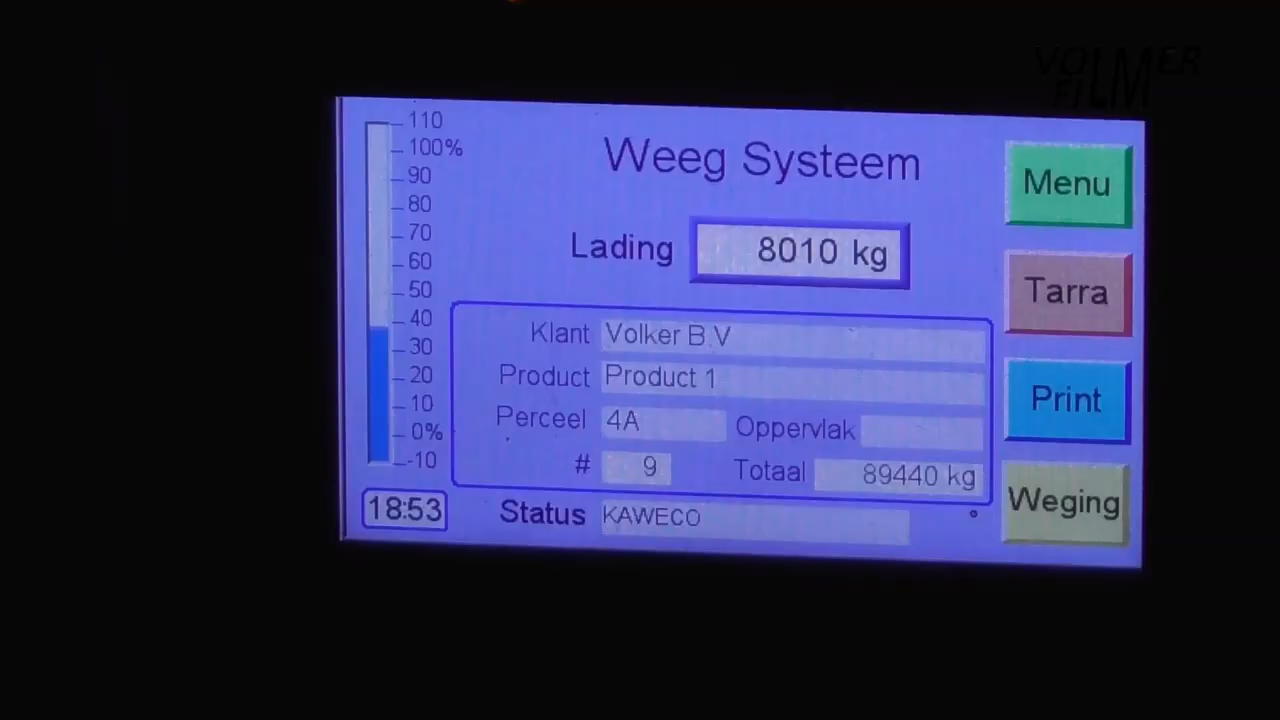 VOLMER
FiLM
110
100%
90
80
70
60
50
40
30
20
10
0%
-10
18:53
Weeg Systeem
Lading 8010 kg
Klant Volker B.V
Product Product 1
Perceel 4A Oppervlak
# 9 Totaal 89440 kg
Status KAWECO
Menu
Tarra
Print
Weging